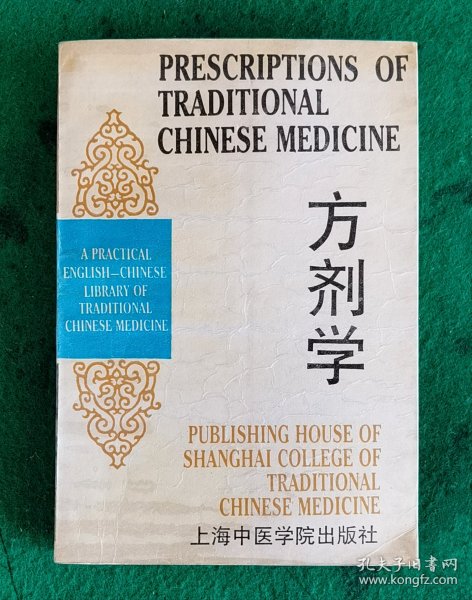 PRESCRIPTIONS OF
TRADITIONAL
CHINESE MEDICINE
方剂学
A PRACTICAL
ENGLISH—CHINESE
LIBRARY OF
TRADITIONAL
CHINESE MEDICINE
PUBLISHING HOUSE OF
SHANGHAI COLLEGE OF
TRADITIONAL
CHINESE MEDICINE
上海中医学院出版社
孔夫子旧书网
www.kongfz.com